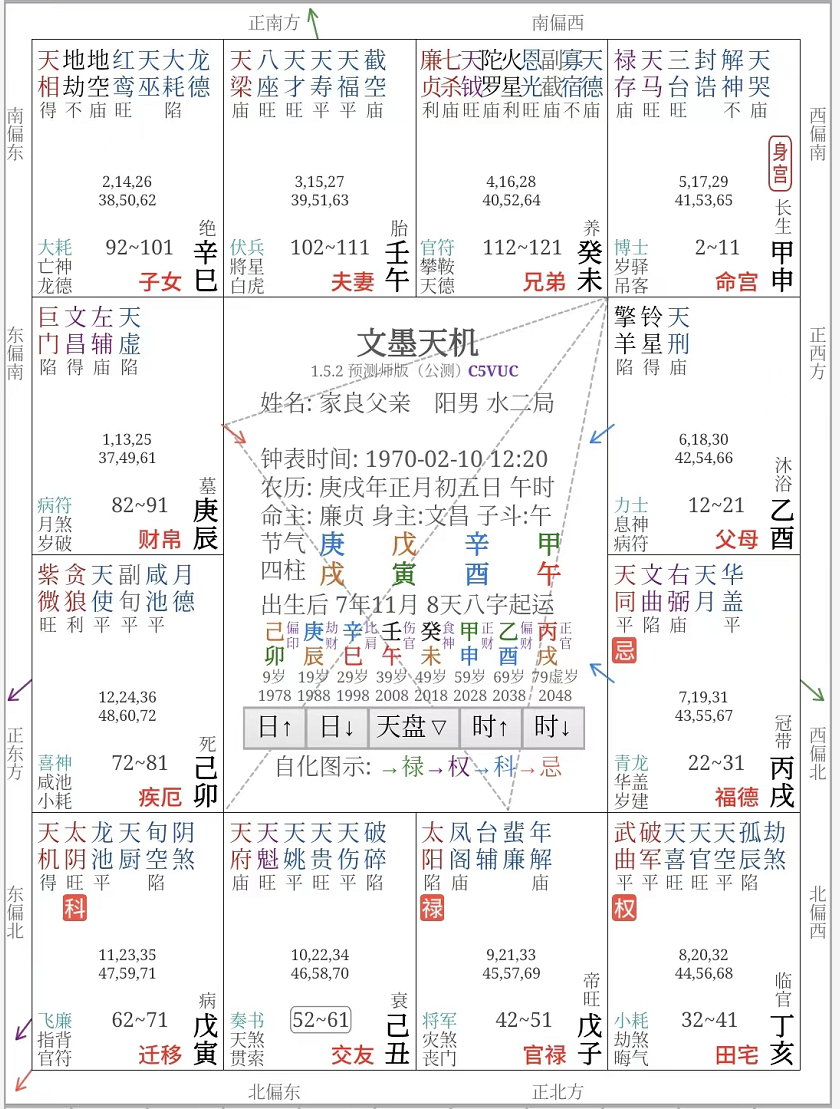 正南方
南偏西
南偏东
西偏南
天地地红天大龙
相劫空鸾巫耗德
得不庙旺 陷
2,14,26
38,50,62
绝
大耗
亡神
龙德
92~101
子女
辛巳
天八天天天截
梁座才寿福空
庙旺旺平平庙
3,15,27
39,51,63
胎
伏兵
將星
白虎
102~111
夫妻
壬午
廉七天陀火恩副寡天
贞杀钺罗星光截宿德
利庙旺庙利旺庙不庙
4,16,28
40,52,64
养
官符
攀鞍
天德
112~121
兄弟
癸未
禄天三封解天
存马台诰神哭
庙旺旺 不庙
身宫
5,17,29
41,53,65
长生
博士
岁驿
吊客
2~11
命宫
甲申
东偏南
正西方
巨文左天
门昌辅虚
陷得庙陷
1,13,25
37,49,61
墓
病符
月煞
岁破
82~91
财帛
庚辰
文墨天机
1.5.2 预测师版（公测）C5VUC
姓名: 家良父亲 阳男 水二局
钟表时间: 1970-02-10 12:20
农历: 庚戌年正月初五日 午时
命主: 廉贞 身主:文昌 子斗:午
节气 庚 戊 辛 甲
四柱 戌 寅 酉 午
出生后 7年11月 8天八字起运
己偏印 庚劫财 辛比肩 壬伤官 癸食神 甲正财 乙偏财 丙正官
卯 辰 巳 午 未 申 酉 戌
9岁 19岁 29岁 39岁 49岁 59岁 69岁 79虚岁
1978 1988 1998 2008 2018 2028 2038 2048
日↑ 日↓ 天盘▽ 时↑ 时↓
自化图示: →禄→权→科→忌
擎铃天
羊星刑
陷得庙
6,18,30
42,54,66
沐浴
力士
息神
病符
12~21
父母
乙酉
正东方
西偏北
紫贪天副咸月
微狼使旬池德
旺利平平平
12,24,36
48,60,72
死
喜神
咸池
小耗
72~81
疾厄
己卯
天文右天华
同曲弼月盖
平陷庙 平
忌
7,19,31
43,55,67
冠带
青龙
华盖
岁建
22~31
福德
丙戌
东偏北
北偏西
天太龙天旬阴
机阴池厨空煞
得旺平 陷
科
11,23,35
47,59,71
病
飞廉
指背
官符
62~71
迁移
戊寅
天天天天天破
府魁姚贵伤碎
庙旺平旺平陷
10,22,34
46,58,70
衰
奏书
天煞
贯索
52~61
交友
己丑
太凤台蜚年
阳阁辅廉解
陷庙 庙
禄
9,21,33
45,57,69
帝旺
将军
灾煞
丧门
42~51
官禄
戊子
武破天天天孤劫
曲军喜官空辰煞
平平旺旺平陷
权
8,20,32
44,56,68
临官
小耗
劫煞
晦气
32~41
田宅
丁亥
北偏东
正北方